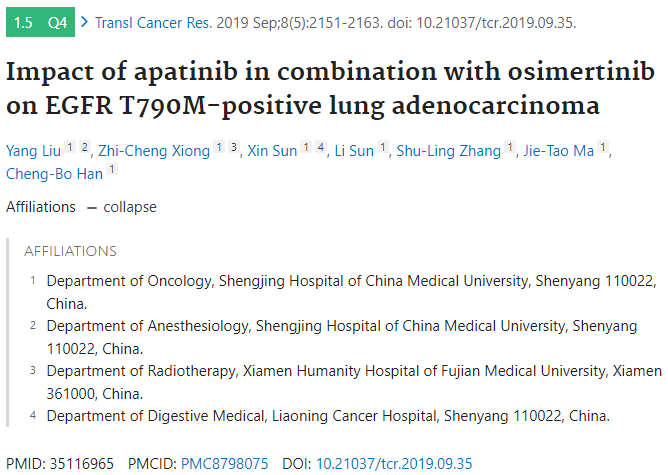 1.5 Q4 > Transl Cancer Res. 2019 Sep;8(5):2151-2163. doi: 10.21037/tcr.2019.09.35.
Impact of apatinib in combination with osimertinib
on EGFR T790M-positive lung adenocarcinoma
Yang Liu 1 2, Zhi-Cheng Xiong 1 3, Xin Sun 1 4, Li Sun 1, Shu-Ling Zhang 1, Jie-Tao Ma 1,
Cheng-Bo Han 1
Affiliations — collapse
AFFILIATIONS
1 Department of Oncology, Shengjing Hospital of China Medical University, Shenyang 110022,
China.
2 Department of Anesthesiology, Shengjing Hospital of China Medical University, Shenyang
110022, China.
3 Department of Radiotherapy, Xiamen Humanity Hospital of Fujian Medical University, Xiamen
361000, China.
4 Department of Digestive Medical, Liaoning Cancer Hospital, Shenyang 110022, China.
PMID: 35116965 PMCID: PMC8798075 DOI: 10.21037/tcr.2019.09.35